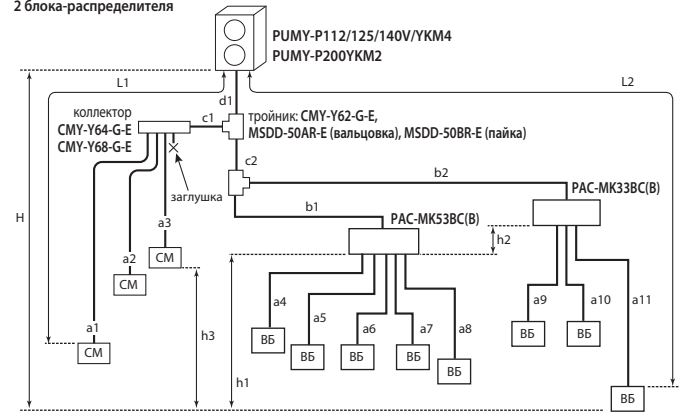 2 блока-распределителя
PUMY-P112/125/140V/YKM4
PUMY-P200YKM2
L1
L2
d1
коллектор
CMY-Y64-G-E
CMY-Y68-G-E
c1
тройник: CMY-Y62-G-E,
MSDD-50AR-E (вальцовка), MSDD-50BR-E (пайка)
c2
заглушка
b2
b1
PAC-MK33BC(B)
PAC-MK53BC(B)
H
h2
a3
a2
СМ
СМ
a1
СМ
h3
h1
a4
a5
a6
a7
a8
a9
a10
a11
ВБ
ВБ
ВБ
ВБ
ВБ
ВБ
ВБ
ВБ